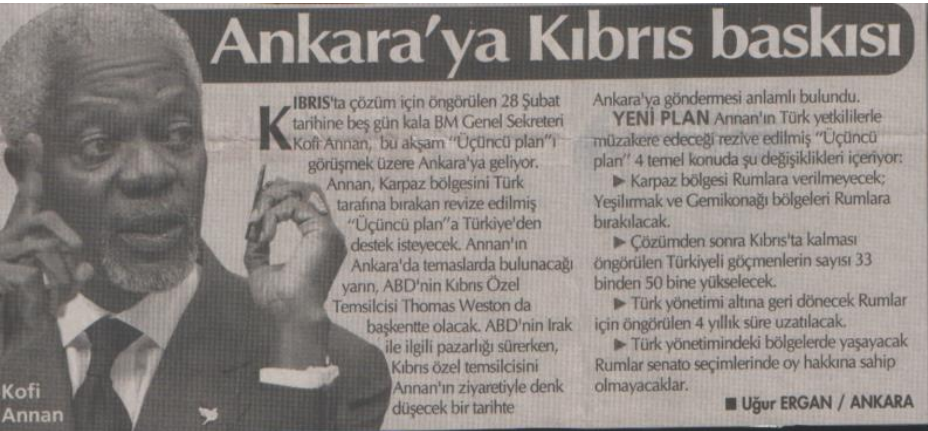 Ankara'ya Kıbrıs baskısı
KIBRIS'ta çözüm için öngörülen 28 Şubat
tarihine beş gün kala BM Genel Sekreteri
Kofi Annan, bu akşam "Üçüncü plan"ı
görüşmek üzere Ankara'ya geliyor.
Annan, Karpaz bölgesini Türk
tarafına bırakan revize edilmiş
"Üçüncü plan"a Türkiye'den
destek isteyecek. Annan'ın
Ankara'da temaslarda bulunacağı
yarın, ABD'nin Kıbrıs Özel
Temsilcisi Thomas Weston da
başkentte olacak. ABD'nin Irak
ile ilgili pazarlığı sürerken,
Kıbrıs özel temsilcisini
Annan'ın ziyaretiyle denk
düşecek bir tarihte
Ankara'ya göndermesi anlamlı bulundu.
YENİ PLAN Annan'ın Türk yetkililerle
müzakere edeceği rezive edilmiş "Üçüncü
plan" 4 temel konuda şu değişiklikleri içeriyor:
▶ Karpaz bölgesi Rumlara verilmeyecek;
Yeşilırmak ve Gemikonağı bölgeleri Rumlara
bırakılacak.
▶ Çözümden sonra Kıbrıs'ta kalması
öngörülen Türkiyeli göçmenlerin sayısı 33
binden 50 bine yükselecek.
▶ Türk yönetimi altına geri dönecek Rumlar
için öngörülen 4 yıllık süre uzatılacak.
▶ Türk yönetimindeki bölgelerde yaşayacak
Rumlar senato seçimlerinde oy hakkına sahip
olmayacaklar.
■ Uğur ERGAN / ANKARA
Kofi
Annan